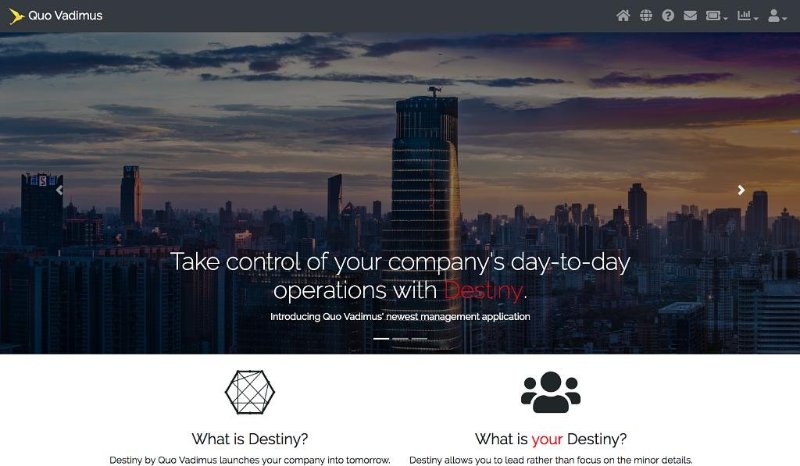 Quo Vadimus
Take control of your company's day-to-day
operations with Destiny.
Introducing Quo Vadimus' newest management application
What is Destiny?
What is your Destiny?
Destiny by Quo Vadimus launches your company into tomorrow.
Destiny allows you to lead rather than focus on the minor details.